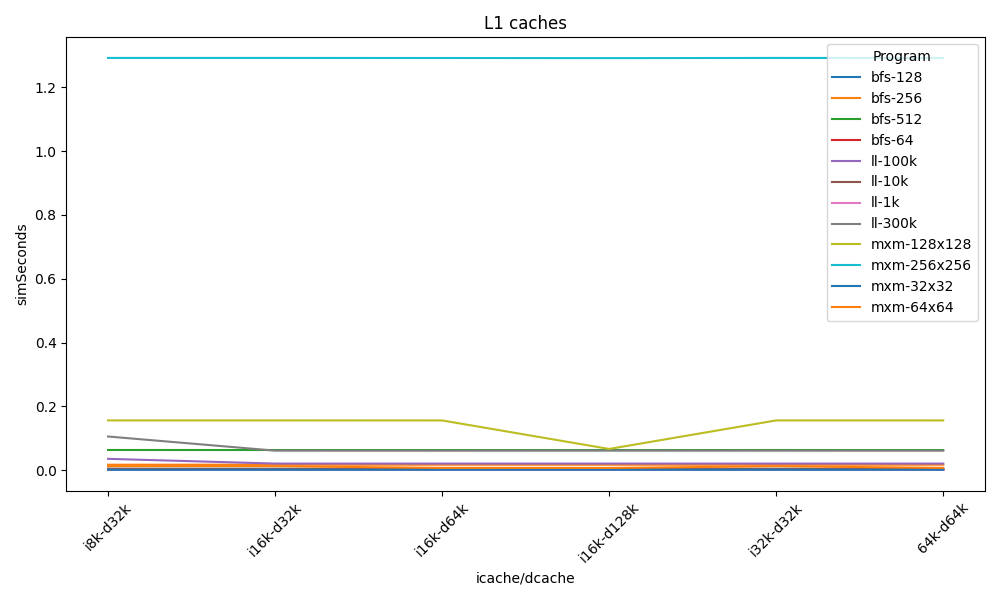 L1 caches
simSeconds
1.2
1.0
0.8
0.6
0.4
0.2
0.0
Program
bfs-128
bfs-256
bfs-512
bfs-64
ll-100k
ll-10k
ll-1k
ll-300k
mxm-128x128
mxm-256x256
mxm-32x32
mxm-64x64
i8k-d32k
i16k-d32k
i16k-d64k
i16k-d128k
i32k-d32k
64k-d64k
icache/dcache